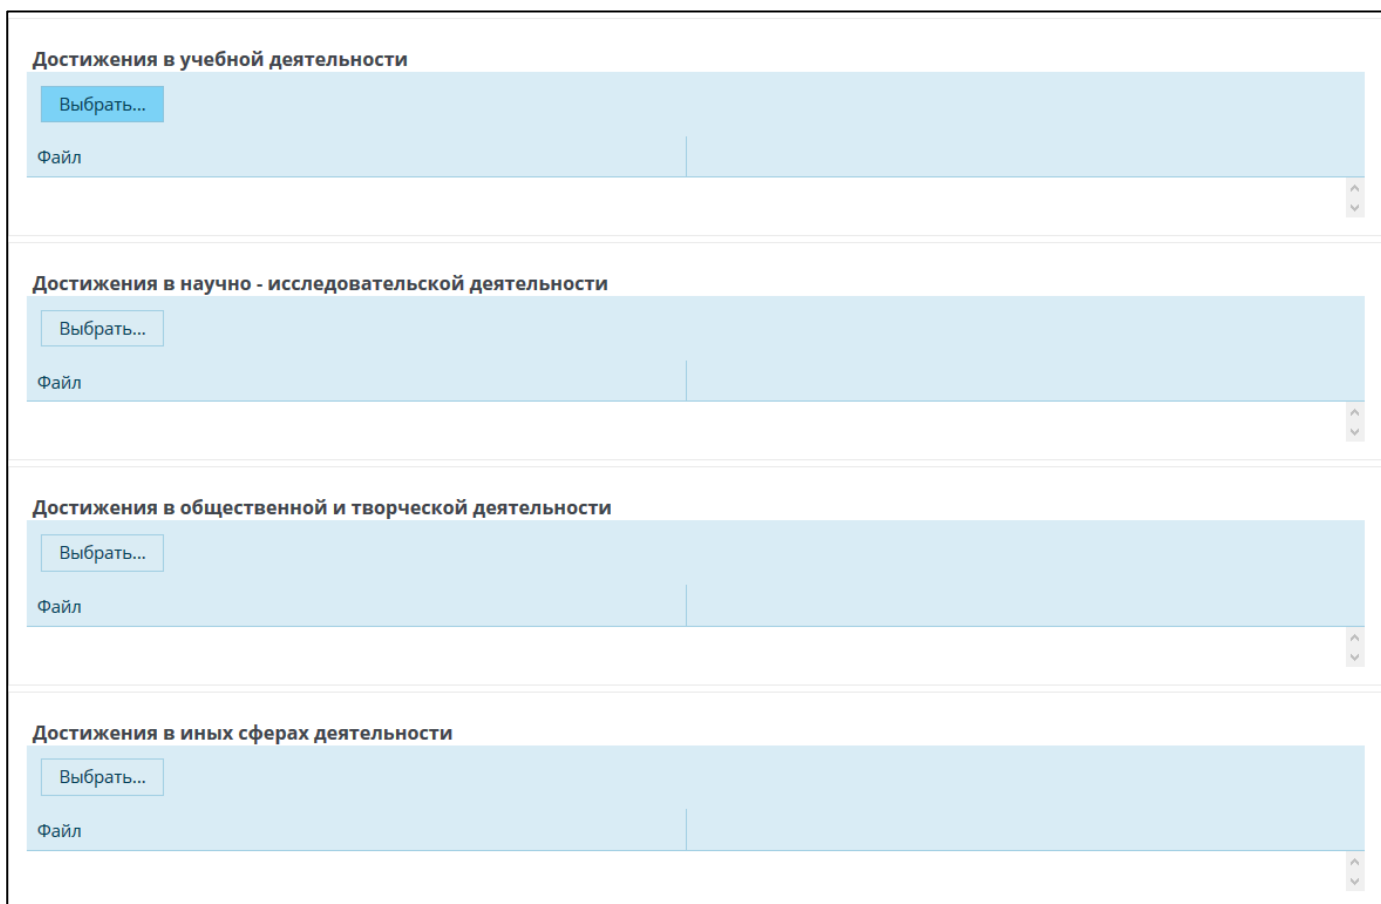 Достижения в учебной деятельности
Выбрать...
Файл
Достижения в научно - исследовательской деятельности
Выбрать...
Файл
Достижения в общественной и творческой деятельности
Выбрать...
Файл
Достижения в иных сферах деятельности
Выбрать...
Файл